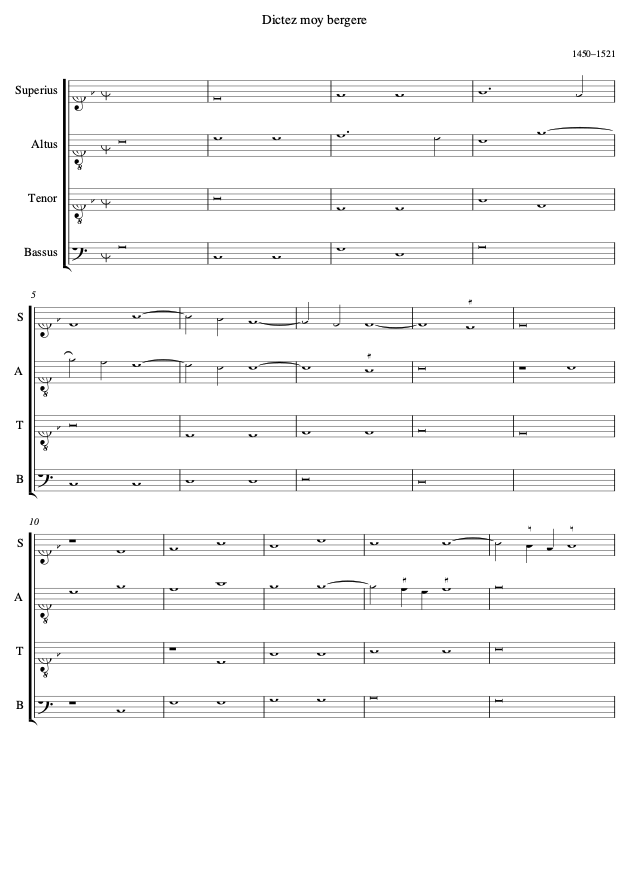 Dictez moy bergere
1450–1521
Superius
Altus
Tenor
Bassus
5
S
A
T
B
10
S
A
T
B